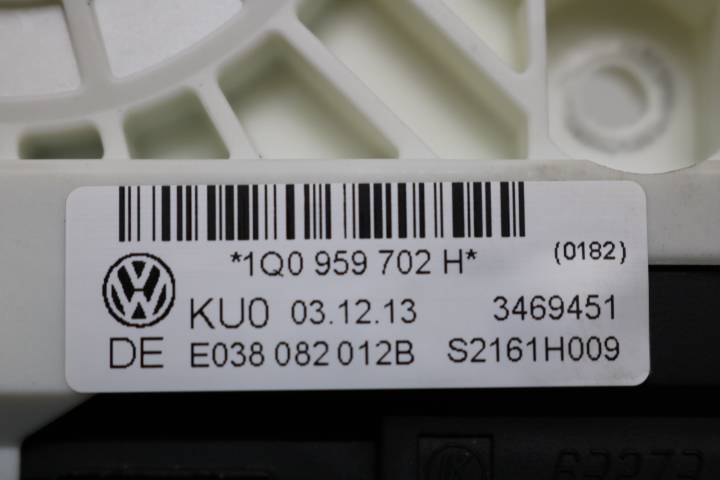 *1Q0 959 702 H* (0182)
KU0 03.12.13 3469451
DE E038 082 012B S2161H009